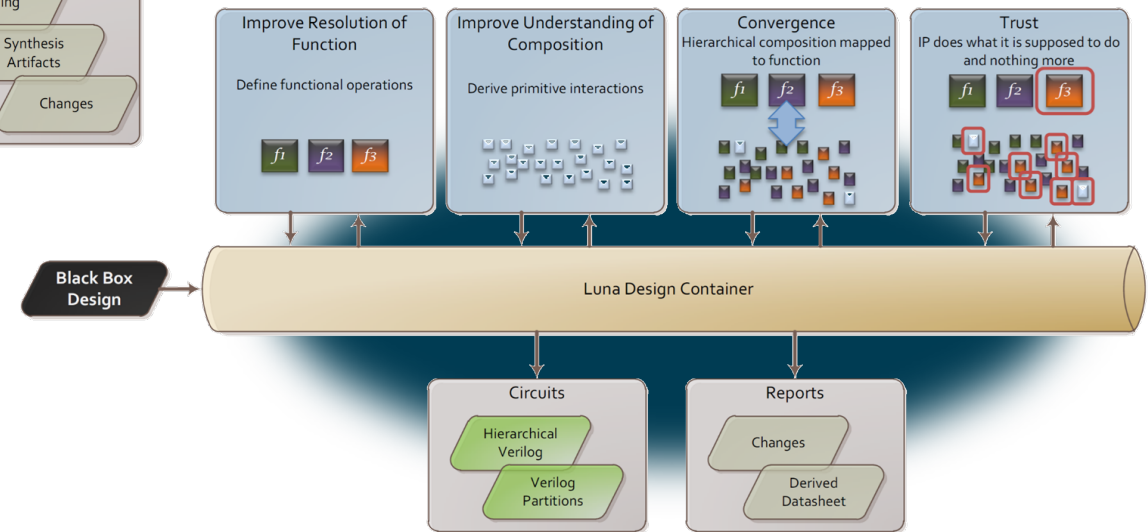 ing
Synthesis
Artifacts
Changes
Improve Resolution of
Function
Define functional operations
f1 f2 f3
Improve Understanding of
Composition
Derive primitive interactions
Convergence
Hierarchical composition mapped
to function
f1 f2 f3
Trust
IP does what it is supposed to do
and nothing more
f1 f2 f3
Black Box
Design
Luna Design Container
Circuits
Hierarchical
Verilog
Verilog
Partitions
Reports
Changes
Derived
Datasheet